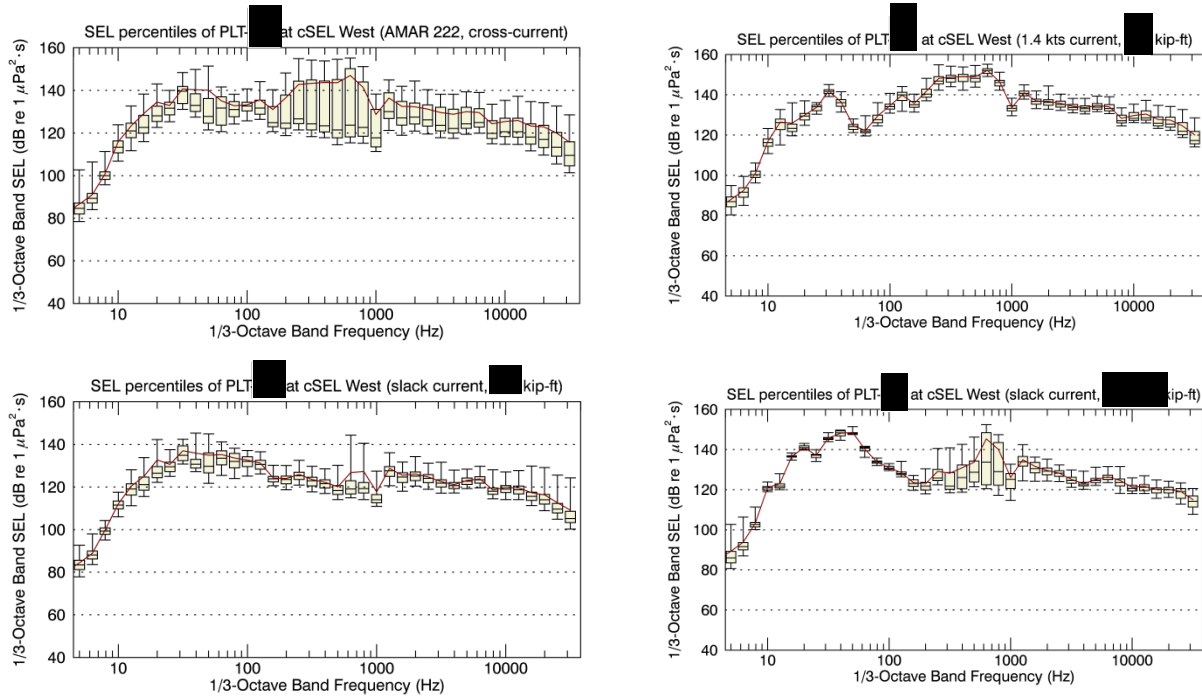 SEL percentiles of PLT- at cSEL West (AMAR 222, cross-current)
1/3-Octave Band SEL (dB re 1 μPa²·s)
160
140
120
100
80
60
40
10 100 1000 10000
1/3-Octave Band Frequency (Hz)
SEL percentiles of PLT- at cSEL West (1.4 kts current, kip-ft)
1/3-Octave Band SEL (dB re 1 μPa²·s)
160
140
120
100
80
60
40
10 100 1000 10000
1/3-Octave Band Frequency (Hz)
SEL percentiles of PLT- at cSEL West (slack current, kip-ft)
1/3-Octave Band SEL (dB re 1 μPa²·s)
160
140
120
100
80
60
40
10 100 1000 10000
1/3-Octave Band Frequency (Hz)
SEL percentiles of PLT- at cSEL West (slack current, kip-ft)
1/3-Octave Band SEL (dB re 1 μPa²·s)
160
140
120
100
80
60
40
10 100 1000 10000
1/3-Octave Band Frequency (Hz)